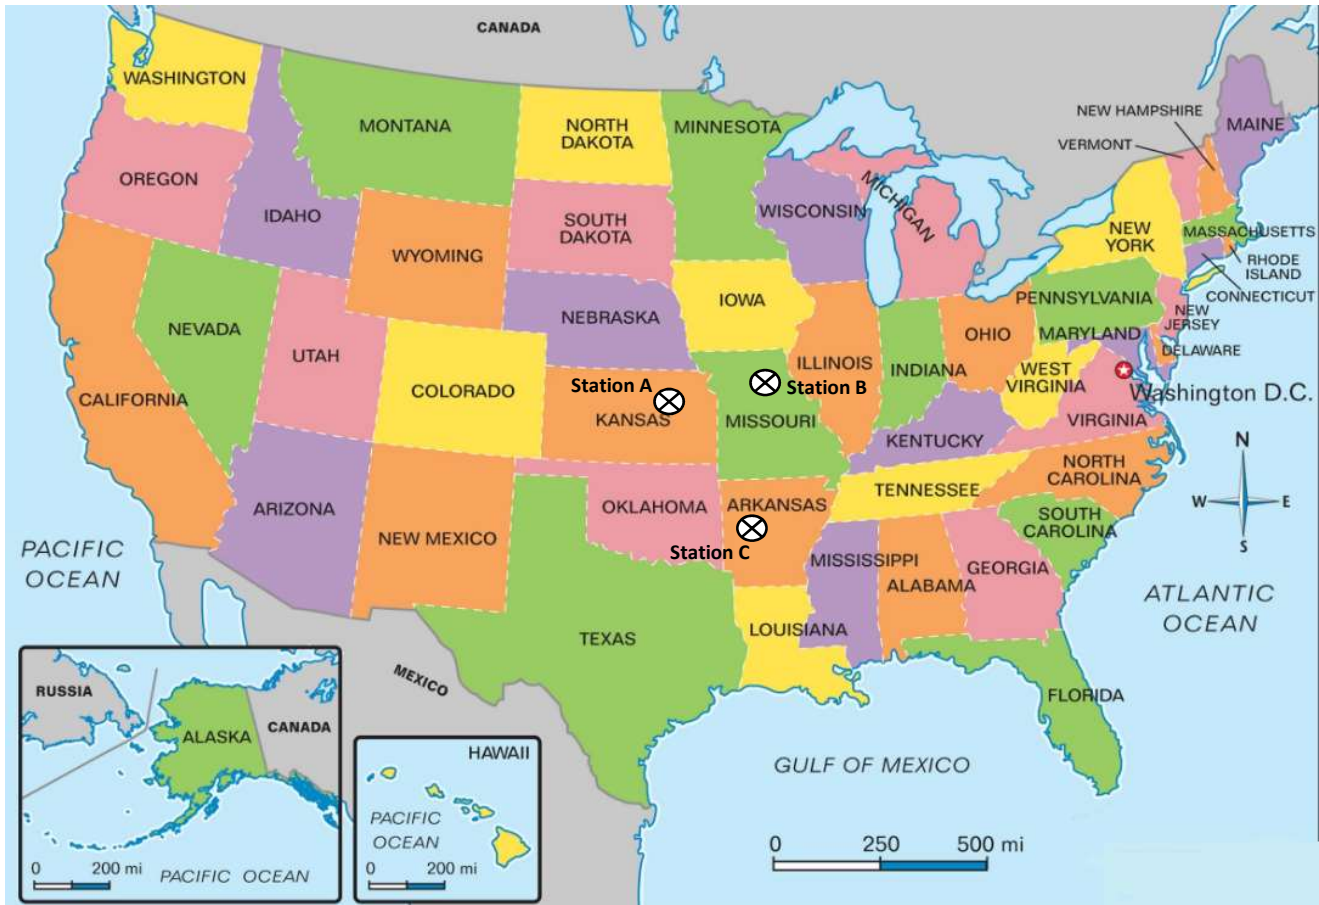 CANADA
WASHINGTON
MONTANA
NORTH
DAKOTA
MINNESOTA
NEW HAMPSHIRE
MAINE
VERMONT
OREGON
IDAHO
SOUTH
DAKOTA
WISCONSIN
MICHIGAN
NEW
YORK
MASSACHUSETTS
RHODE
ISLAND
CONNECTICUT
WYOMING
IOWA
NEBRASKA
PENNSYLVANIA
NEW
JERSEY
NEVADA
UTAH
OHIO
MARYLAND
DELAWARE
ILLINOIS
INDIANA
WEST
VIRGINIA
Washington D.C.
CALIFORNIA
COLORADO
Station A
KANSAS
Station B
MISSOURI
VIRGINIA
KENTUCKY
N
W
E
S
NORTH
CAROLINA
TENNESSEE
ARIZONA
NEW MEXICO
OKLAHOMA
ARKANSAS
Station C
SOUTH
CAROLINA
PACIFIC
OCEAN
MISSISSIPPI
ALABAMA
GEORGIA
ATLANTIC
OCEAN
TEXAS
LOUISIANA
MEXICO
FLORIDA
GULF OF MEXICO
RUSSIA
ALASKA
CANADA
0
200 mi
PACIFIC OCEAN
HAWAII
PACIFIC
OCEAN
0
200 mi
0
250
500 mi